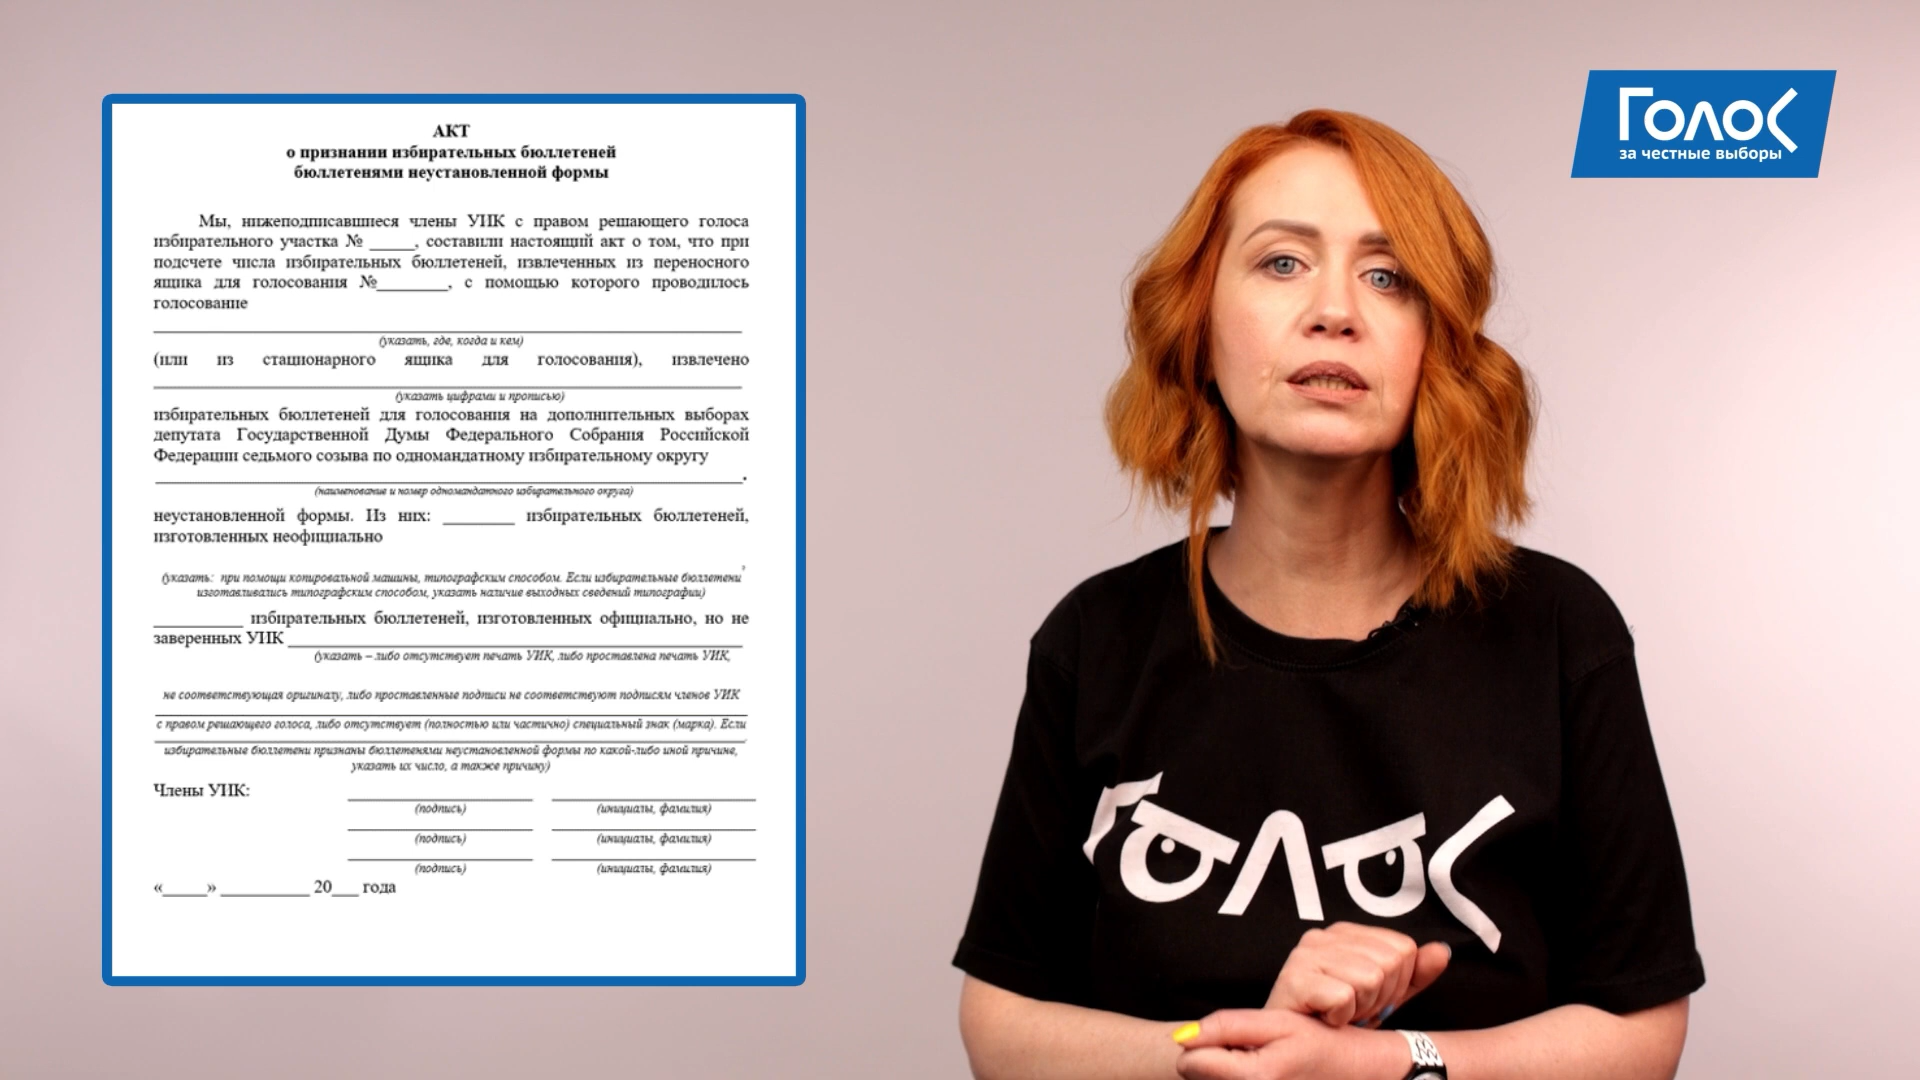 АКТ
о признании избирательных бюллетеней
бюллетенями неустановленной формы
Мы, нижеподписавшиеся члены УИК с правом решающего голоса
избирательного участка № _____, составили настоящий акт о том, что при
подсчете числа избирательных бюллетеней, извлеченных из переносного
ящика для голосования №________, с помощью которого проводилось
голосование
(указать, где, когда и кем)
(или из стационарного ящика для голосования), извлечено
(указать цифрами и прописью)
избирательных бюллетеней для голосования на дополнительных выборах
депутата Государственной Думы Федерального Собрания Российской
Федерации седьмого созыва по одномандатному избирательному округу
.
(наименование и номер одномандатного избирательного округа)
неустановленной формы. Из них: ________ избирательных бюллетеней,
изготовленных неофициально
,
(указать: при помощи копировальной машины, типографским способом. Если избирательные бюллетени
изготавливались типографским способом, указать наличие выходных сведений типографии)
__________ избирательных бюллетеней, изготовленных официально, но не
заверенных УИК
(указать – либо отсутствует печать УИК, либо проставлена печать УИК,
не соответствующая оригиналу, либо проставленные подписи не соответствуют подписям членов УИК
с правом решающего голоса, либо отсутствует (полностью или частично) специальный знак (марка). Если
избирательные бюллетени признаны бюллетенями неустановленной формы по какой-либо иной причине,
указать их число, а также причину)
Члены УИК:
(подпись) (инициалы, фамилия)
(подпись) (инициалы, фамилия)
(подпись) (инициалы, фамилия)
«_____» __________ 20___ года
Голос
за честные выборы
Голос